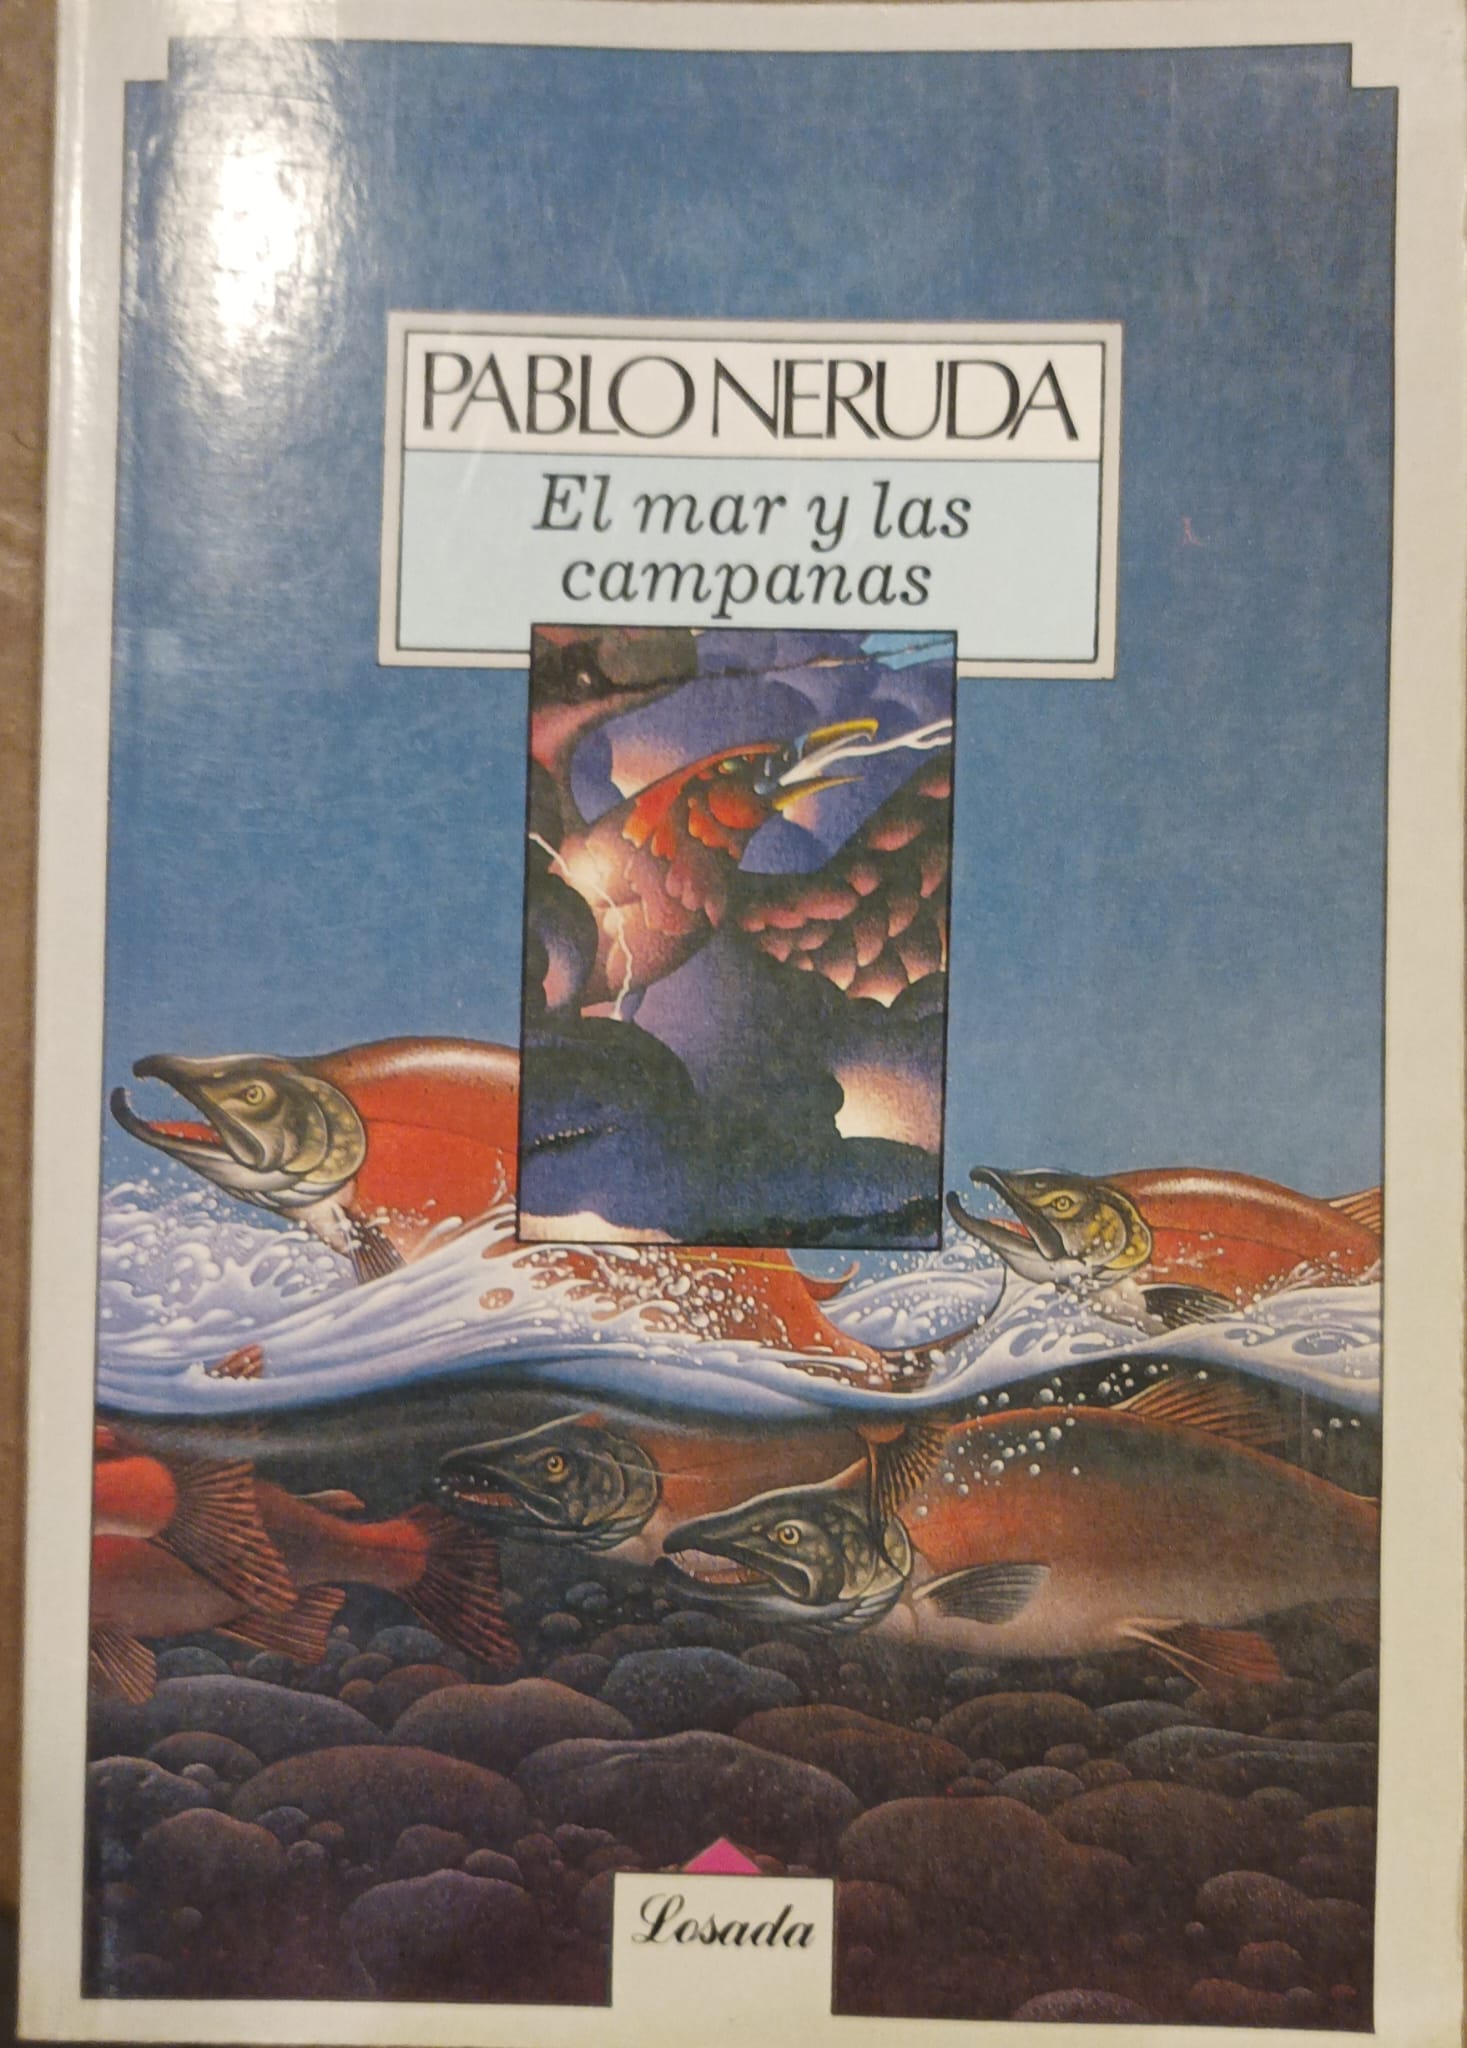 PABLO NERUDA
El mar y las
campanas
Losada